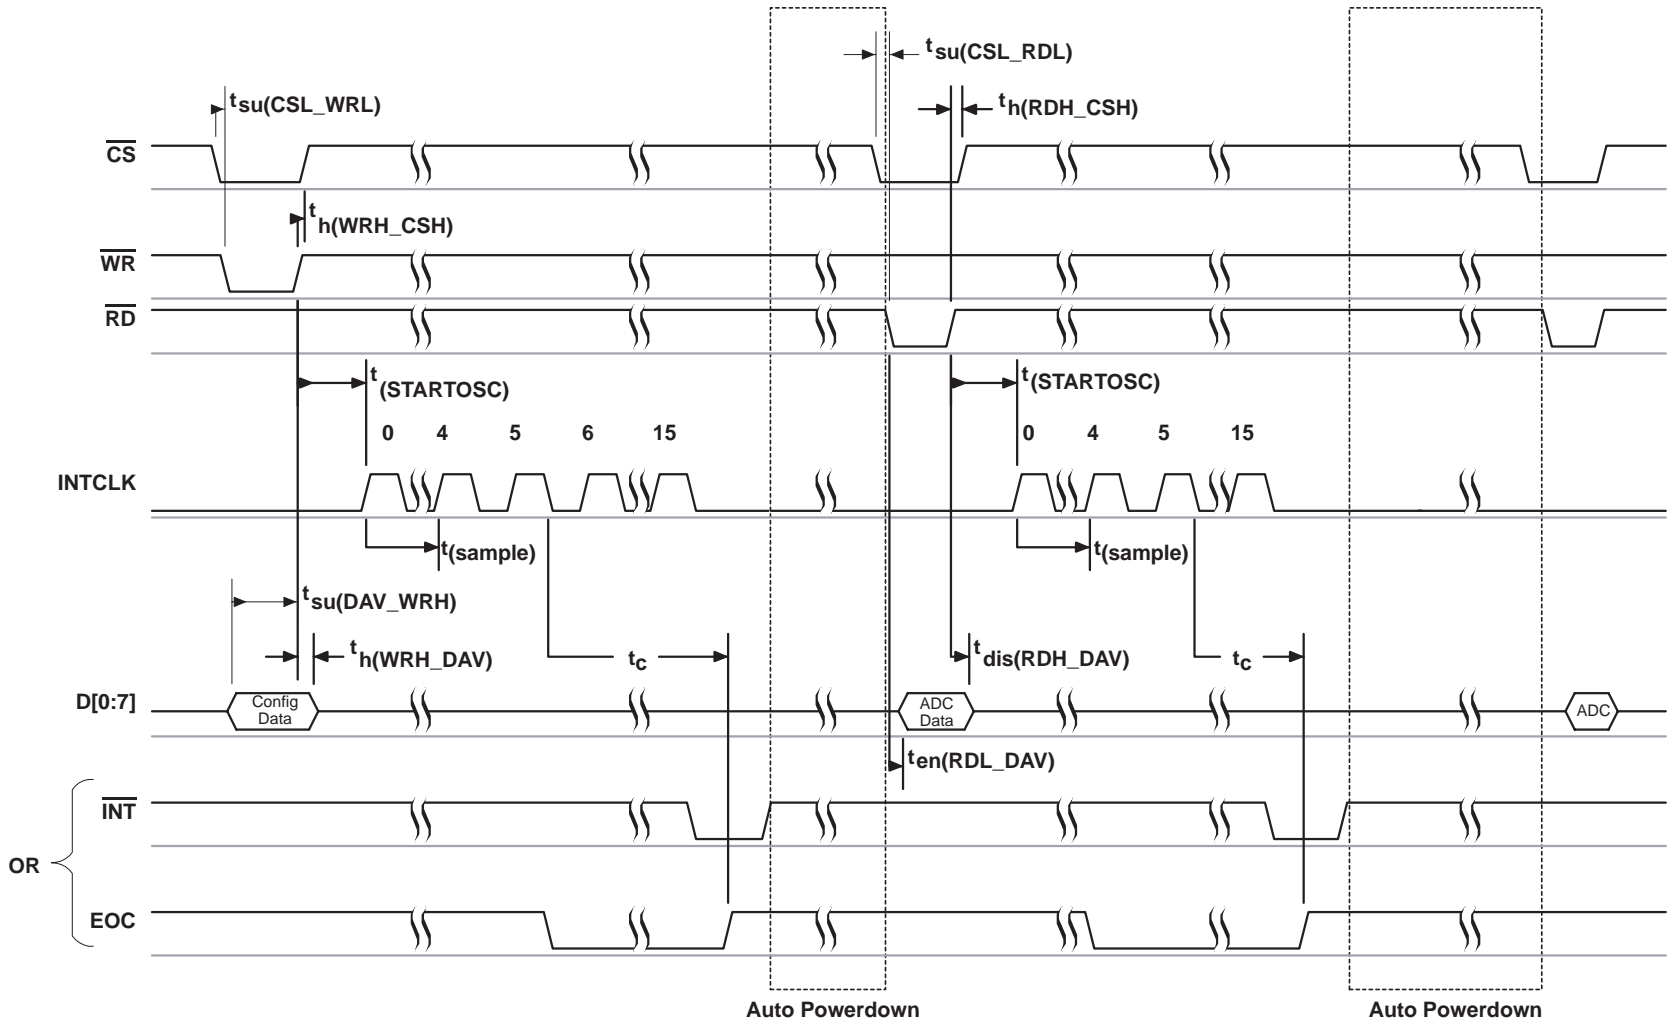 tsu(CSL_RDL)
tsu(CSL_WRL)
th(RDH_CSH)
CS
th(WRH_CSH)
WR
RD
t(STARTOSC)
t(STARTOSC)
0 4 5 6 15
0 4 5 15
INTCLK
t(sample)
t(sample)
tsu(DAV_WRH)
th(WRH_DAV)
tc
tdis(RDH_DAV)
tc
D[0:7]
Config
Data
ADC
Data
ADC
ten(RDL_DAV)
INT
OR
EOC
Auto Powerdown
Auto Powerdown